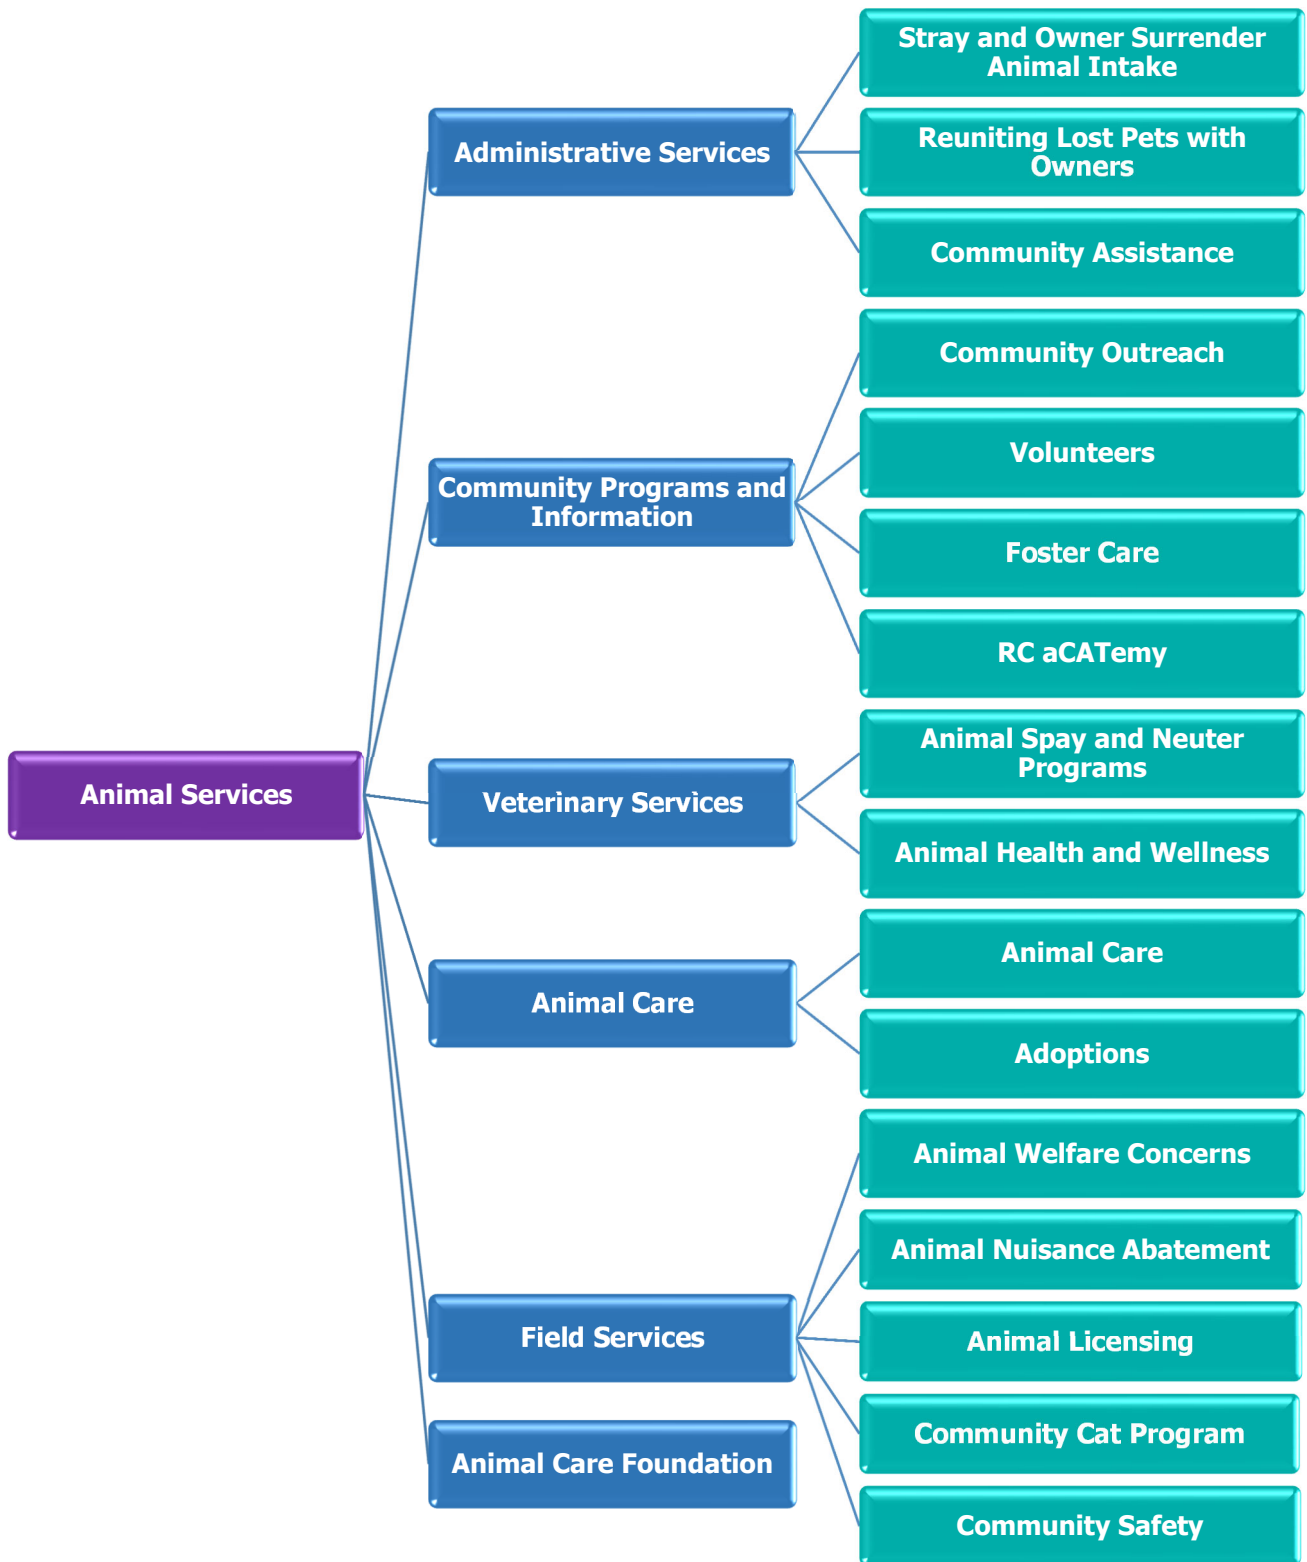 Animal Services
Administrative Services
Stray and Owner Surrender
Animal Intake
Reuniting Lost Pets with
Owners
Community Assistance
Community Programs and
Information
Community Outreach
Volunteers
Foster Care
RC aCATemy
Veterinary Services
Animal Spay and Neuter
Programs
Animal Health and Wellness
Animal Care
Animal Care
Adoptions
Field Services
Animal Welfare Concerns
Animal Nuisance Abatement
Animal Licensing
Community Cat Program
Community Safety
Animal Care Foundation